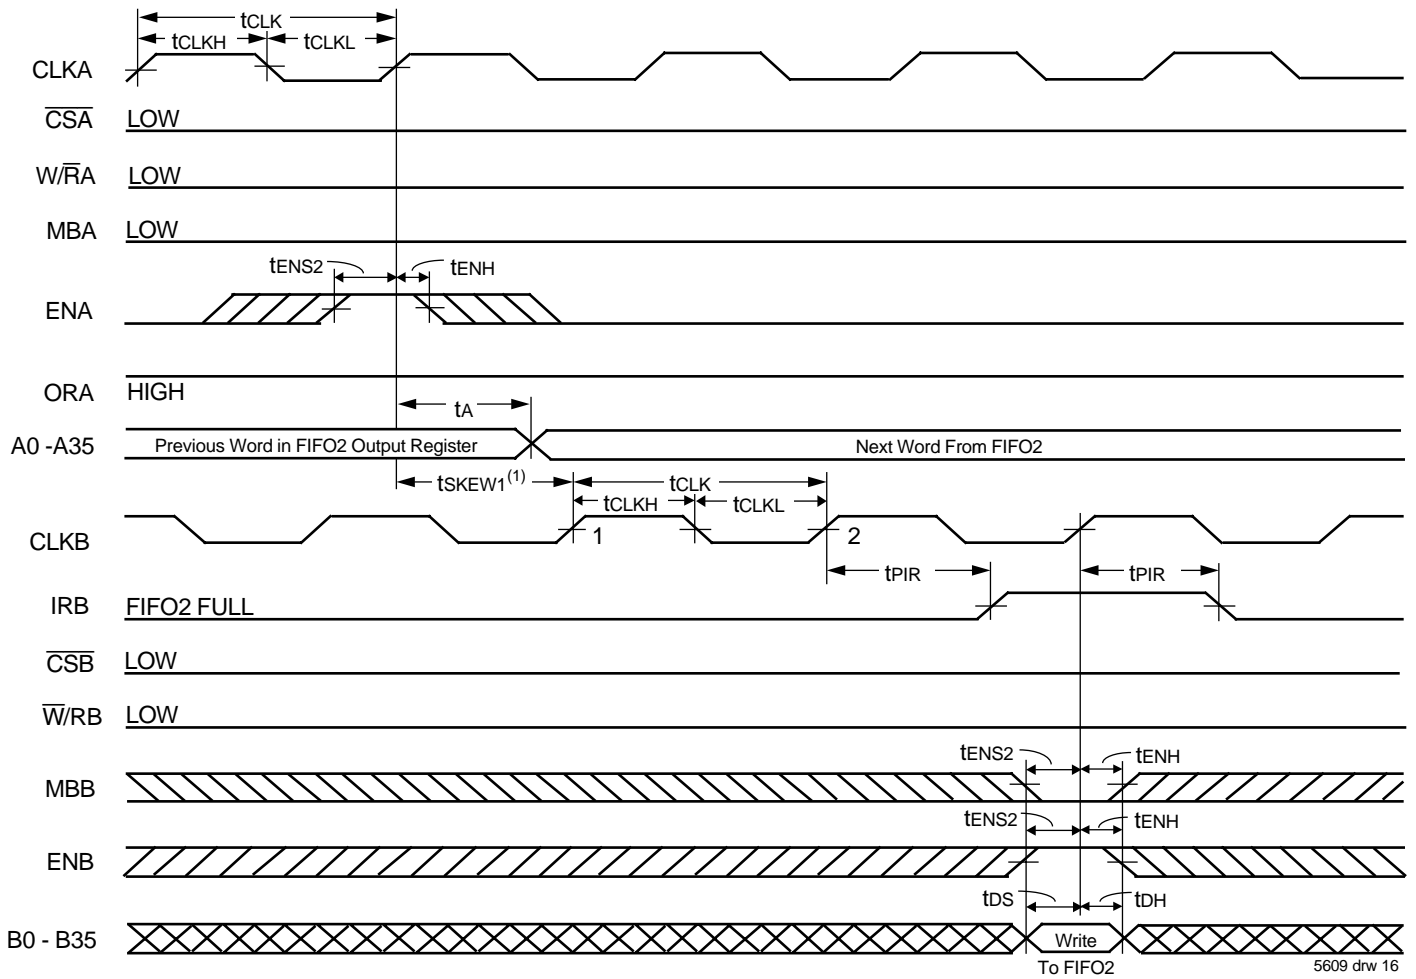 tCLK
tCLKH tCLKL
CLKA
CSA LOW
W/RA LOW
MBA LOW
tENS2 tENH
ENA
ORA HIGH
tA
A0 -A35 Previous Word in FIFO2 Output Register Next Word From FIFO2
tSKEW1(1) tCLK
tCLKH tCLKL
CLKB 1 2
tPIR tPIR
IRB FIFO2 FULL
CSB LOW
W/RB LOW
tENS2 tENH
MBB
tENS2 tENH
ENB
tDS tDH
B0 - B35 Write
To FIFO2
5609 drw 16